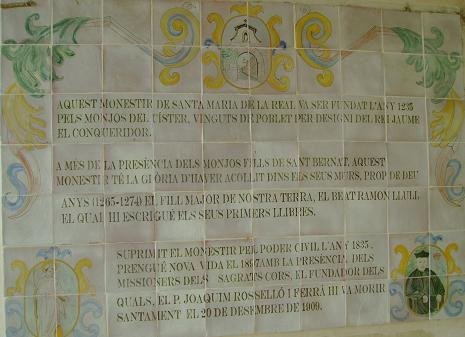 AQUEST MONESTIR DE SANTA MARIA DE LA REAL VA SER FUNDAT L'ANY 1235
PELS MONJOS DEL CÍSTER, VINGUTS DE POBLET PER DESIGNI DEL REI JAUME
EL CONQUERIDOR.
A MES DE LA PRESÈNCIA DELS MONJOS FILLS DE SANT BERNAT, AQUEST
MONESTIR TÉ LA GLÒRIA D'HAVER ACOLLIT DINS ELS SEUS MURS, PROP DE DEU
ANYS (1265-1274) EL FILL MAJOR DE NOSTRA TERRA, EL BEAT RAMON LLULL
EL QUAL HI ESCRIGUÉ ELS SEUS PRIMERS LLIBRES.
SUPRIMIT EL MONESTIR PEL PODER CIVIL L'ANY 1835,
PRENGUÉ NOVA VIDA EL 1897 AMB LA PRESÈNCIA, DELS
MISSIONERS DELS SAGRATS CORS, EL FUNDADOR DELS
QUALS, EL P. JOAQUIM ROSSELLÓ I FERRÀ HI VA MORIR
SANTAMENT EL 20 DE DESEMBRE DE 1909.